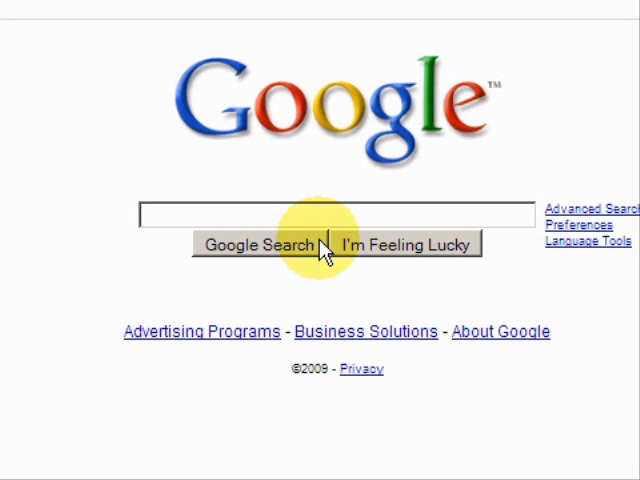 Google™
Advanced Search
Preferences
Language Tools
Google Search I'm Feeling Lucky
Advertising Programs - Business Solutions - About Google
©2009 - Privacy